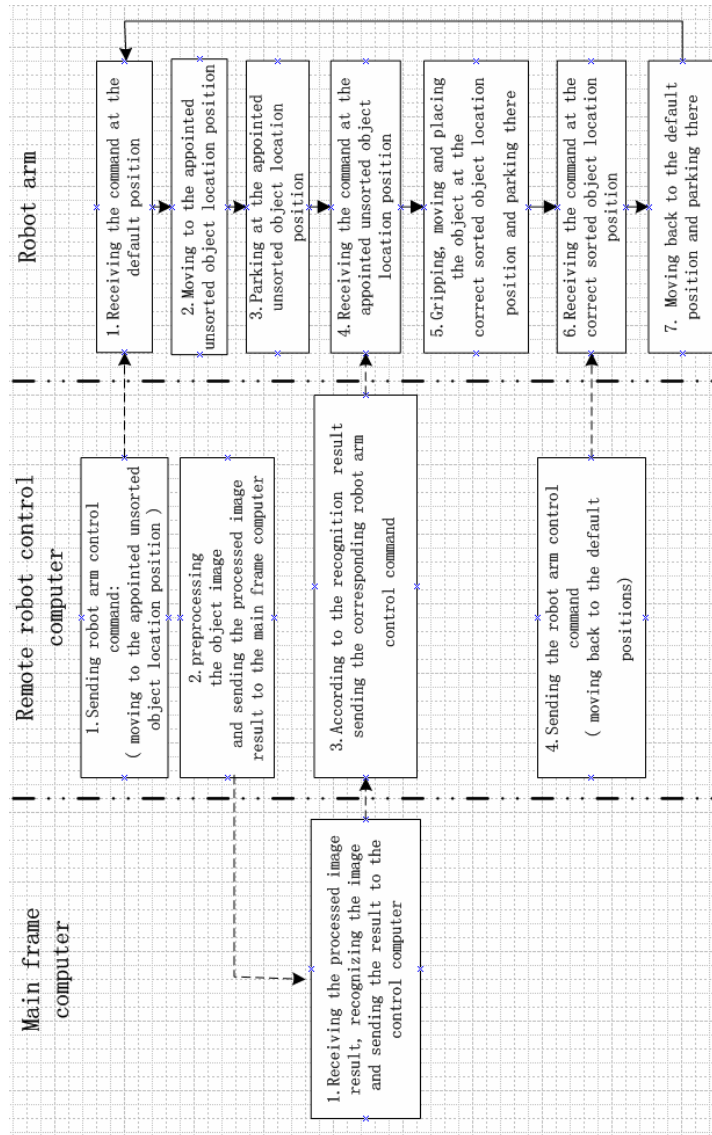 Main frame
computer
1.Receiving the processed image
result, recognizing the image
and sending the result to the
control computer
Remote robot control
computer
1.Sending robot arm control
command:
( moving to the appointed unsorted
object location position )
2.preprocessing
the object image
and sending the processed image
result to the main frame computer
3.According to the recognition result
sending the corresponding robot arm
control command
4.Sending the robot arm control
command
( moving back to the default
positions)
Robot arm
1.Receiving the command at the
default position
2.Moving to the appointed
unsorted object location position
3.Parking at the appointed
unsorted object location
position
4.Receiving the command at the
appointed unsorted object
location position
5.Gripping, moving and placing
the object at the
correct sorted object location
position and parking there
6.Receiving the command at the
correct sorted object location
position
7. Moving back to the default
position and parking there